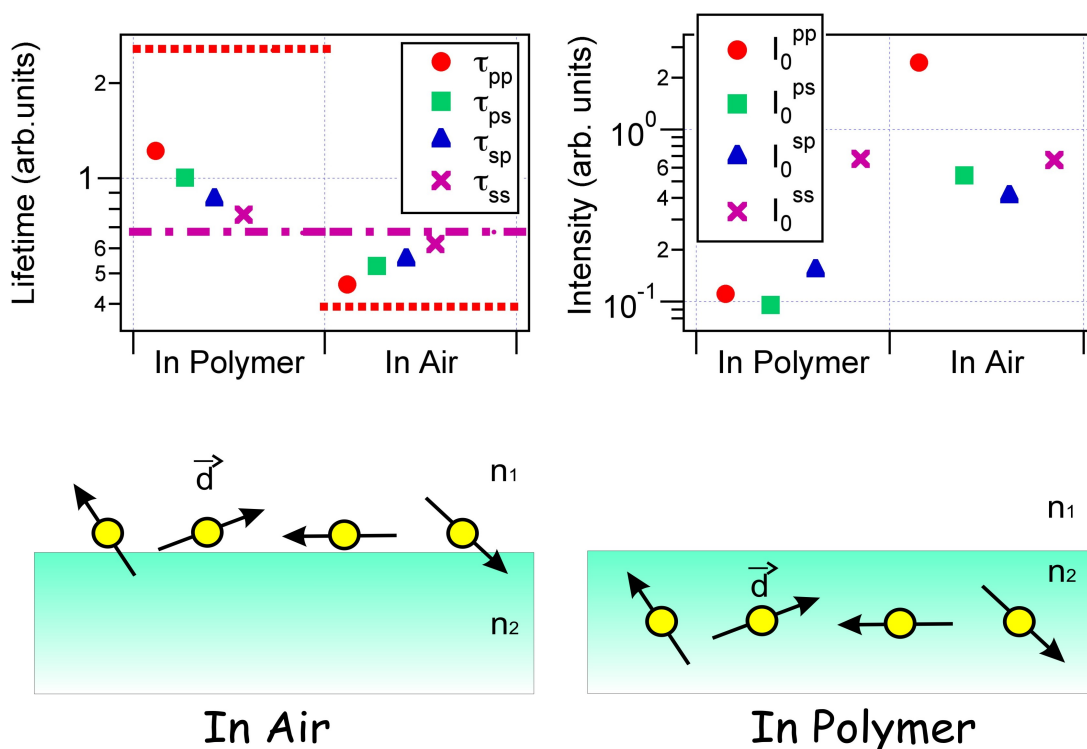 Lifetime (arb.units)
2
1
6
5
4
τpp
τps
τsp
τss
In Polymer
In Air
Intensity (arb. units)
2
10^0
6
4
2
10^-1
I0^pp
I0^ps
I0^sp
I0^ss
In Polymer
In Air
d
n1
n2
In Air
n1
n2
d
In Polymer